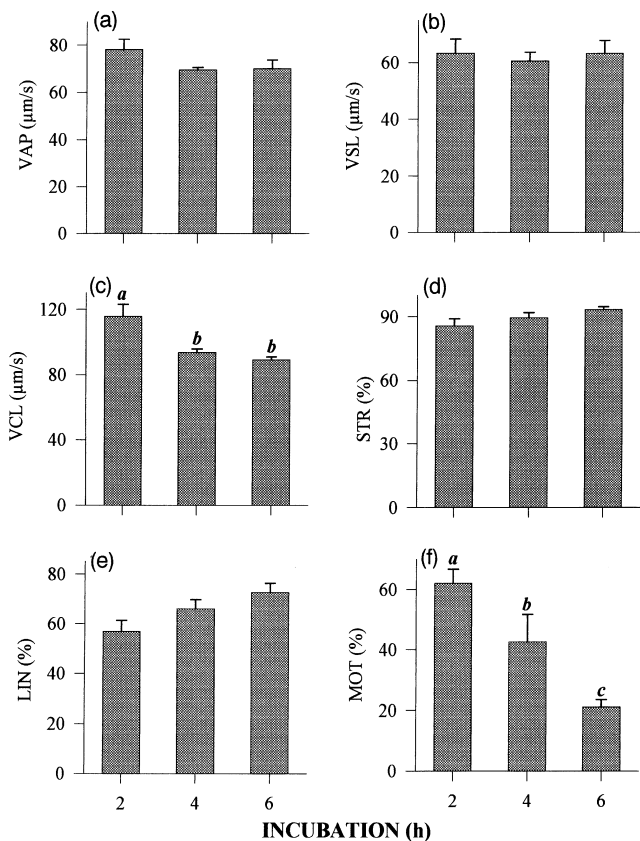 (a)
VAP (µm/s)
80
60
40
20
0
(b)
VSL (µm/s)
60
40
20
0
(c)
VCL (µm/s)
120
80
40
0
a
b
b
(d)
STR (%)
90
60
30
0
(e)
LIN (%)
80
60
40
20
0
2
4
6
(f)
MOT (%)
60
40
20
0
a
b
c
2
4
6
INCUBATION (h)